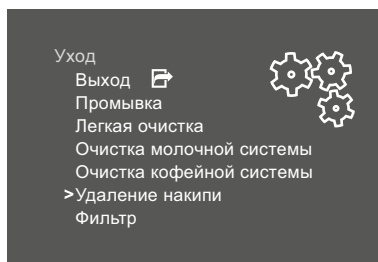 Уход
Выход
Промывка
Легкая очистка
Очистка молочной системы
Очистка кофейной системы
>Удаление накипи
Фильтр